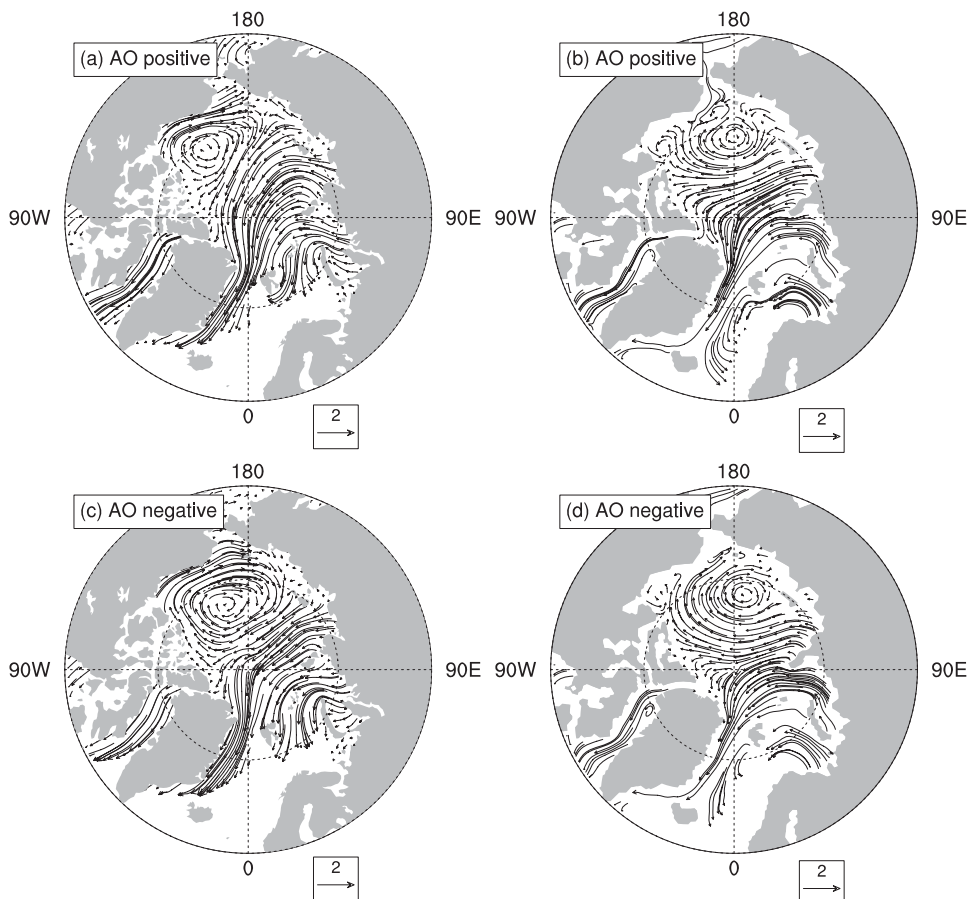 180
180
(a) AO positive
(b) AO positive
90W
90E
90W
90E
0
0
2
2
180
180
(c) AO negative
(d) AO negative
90W
90E
90W
90E
0
0
2
2